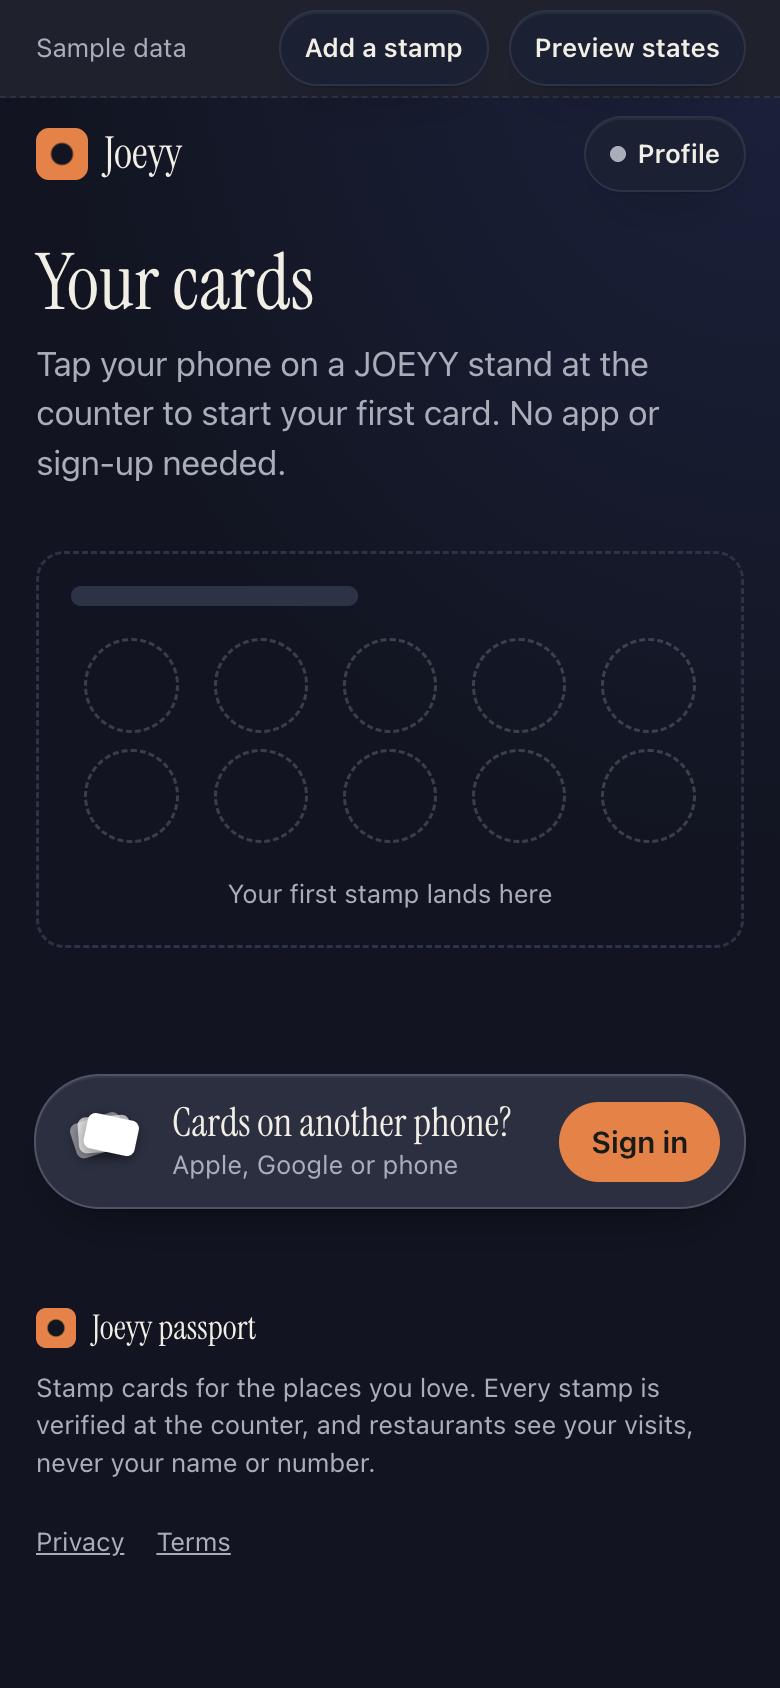 Sample data
Add a stamp
Preview states
Joeyy
Profile
Your cards
Tap your phone on a JOEYY stand at the
counter to start your first card. No app or
sign-up needed.
Your first stamp lands here
Cards on another phone?
Apple, Google or phone
Sign in
Joeyy passport
Stamp cards for the places you love. Every stamp is
verified at the counter, and restaurants see your visits,
never your name or number.
Privacy
Terms